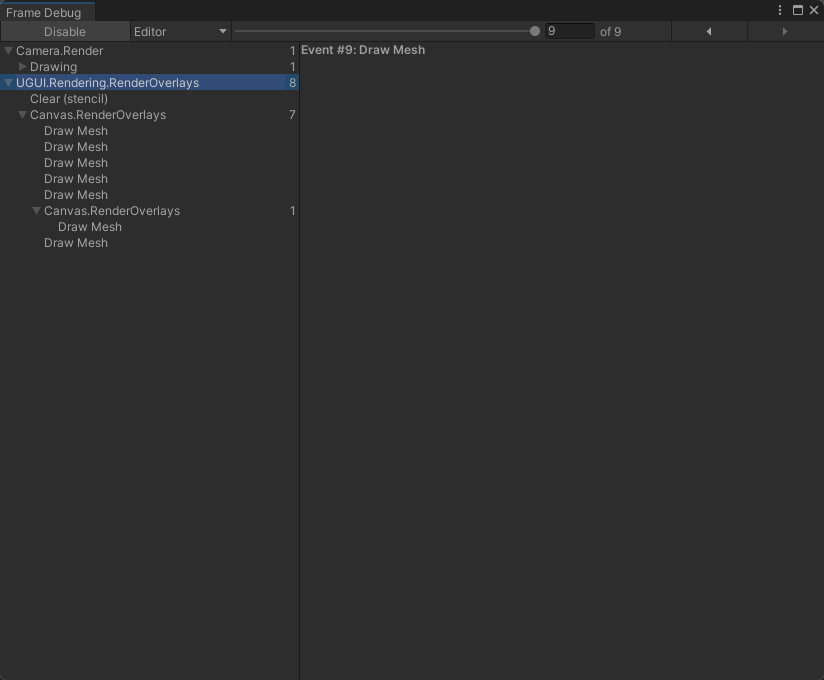 Frame Debug
Disable Editor 9 of 9
Camera.Render 1
Drawing 1
UGUI.Rendering.RenderOverlays 8
Clear (stencil)
Canvas.RenderOverlays 7
Draw Mesh
Draw Mesh
Draw Mesh
Draw Mesh
Draw Mesh
Canvas.RenderOverlays 1
Draw Mesh
Draw Mesh
Event #9: Draw Mesh